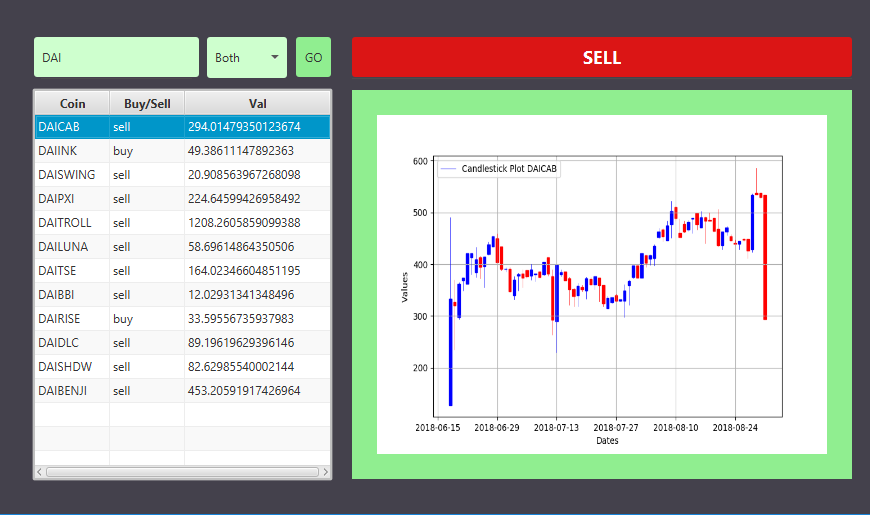 DAI Both GO
SELL
Coin Buy/Sell Val
DAICAB sell 294.01479350123674
DAIINK buy 49.38611147892363
DAISWING sell 20.908563967268098
DAIPXI sell 224.64599426958492
DAITROLL sell 1208.2605859099388
DAILUNA sell 58.69614864350506
DAITSE sell 164.02346604851195
DAIBBI sell 12.02931341348496
DAIRISE buy 33.59556735937983
DAIDLC sell 89.19619629396146
DAISHDW sell 82.62985540002144
DAIBENJI sell 453.20591917426964
Candlestick Plot DAICAB
600
500
400
300
200
Values
2018-06-15 2018-06-29 2018-07-13 2018-07-27 2018-08-10 2018-08-24
Dates